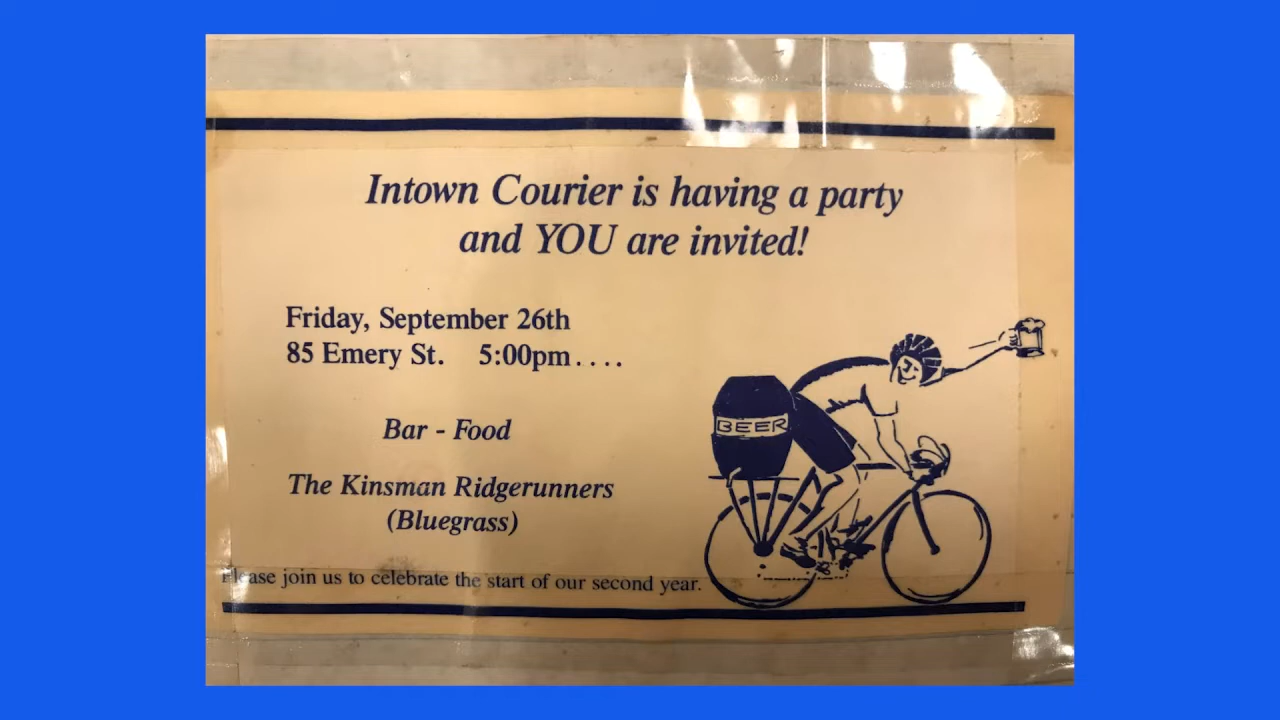 Intown Courier is having a party
and YOU are invited!
Friday, September 26th
85 Emery St. 5:00pm....
Bar - Food
The Kinsman Ridgerunners
(Bluegrass)
BEER
Please join us to celebrate the start of our second year.